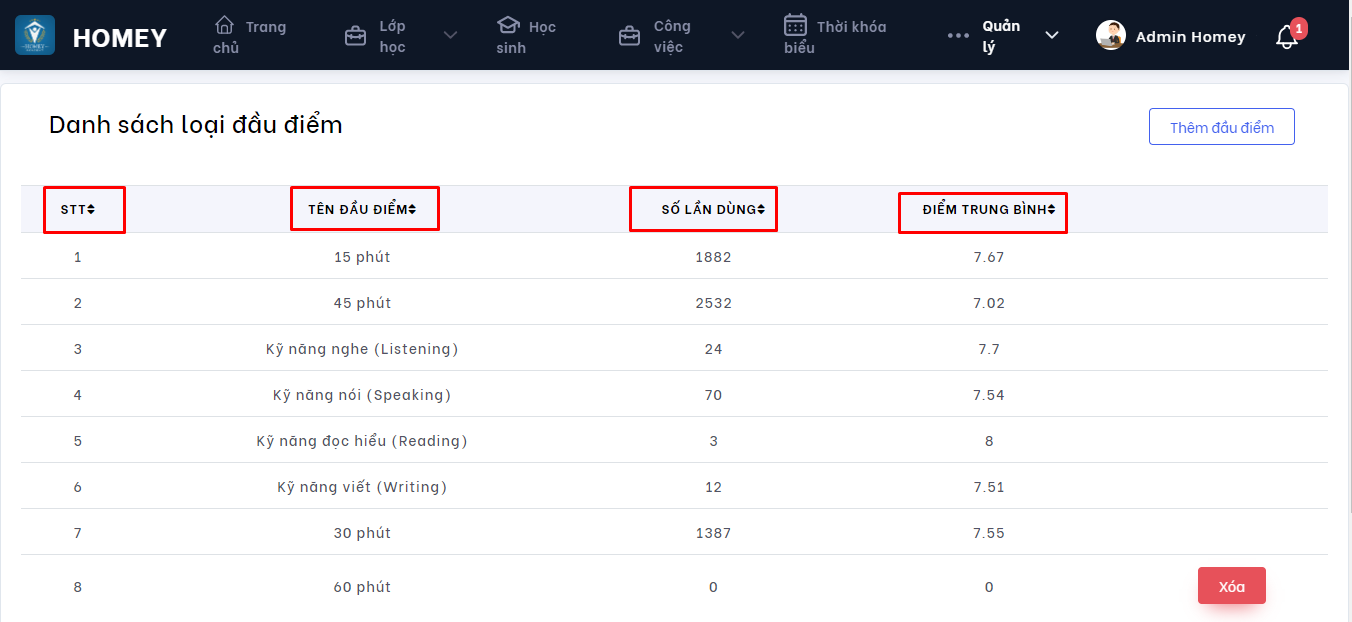 HOMEY
HOMEY
Trang chủ
Lớp học
Học sinh
Công việc
Thời khóa biểu
Quản lý
Admin Homey
1
Danh sách loại đầu điểm
Thêm đầu điểm
STT TÊN ĐẦU ĐIỂM SỐ LẦN DÙNG ĐIỂM TRUNG BÌNH
1 15 phút 1882 7.67
2 45 phút 2532 7.02
3 Kỹ năng nghe (Listening) 24 7.7
4 Kỹ năng nói (Speaking) 70 7.54
5 Kỹ năng đọc hiểu (Reading) 3 8
6 Kỹ năng viết (Writing) 12 7.51
7 30 phút 1387 7.55
8 60 phút 0 0 Xóa